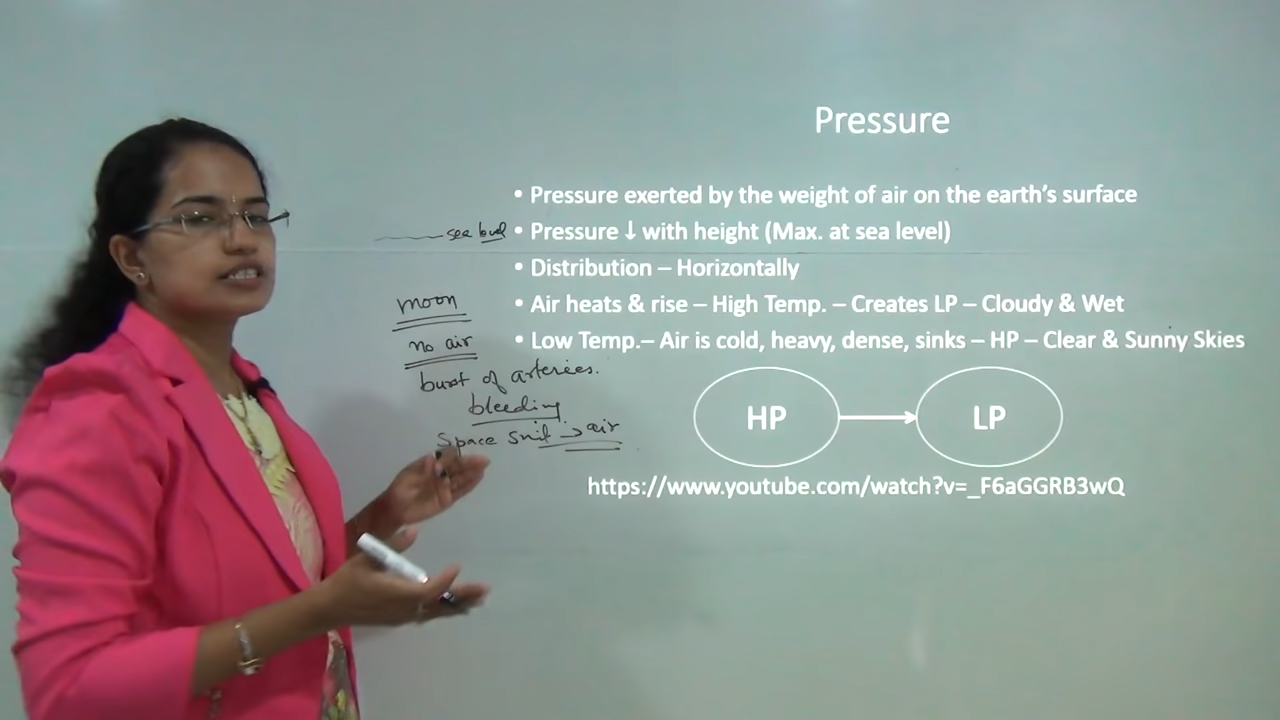 Pressure
• Pressure exerted by the weight of air on the earth's surface
• Pressure ↓ with height (Max. at sea level)
• Distribution – Horizontally
• Air heats & rise – High Temp. – Creates LP – Cloudy & Wet
• Low Temp.– Air is cold, heavy, dense, sinks – HP – Clear & Sunny Skies
HP → LP
https://www.youtube.com/watch?v=_F6aGGRB3wQ
sea
moon
no air
burst of arteries.
bleeding
Space Suit → air